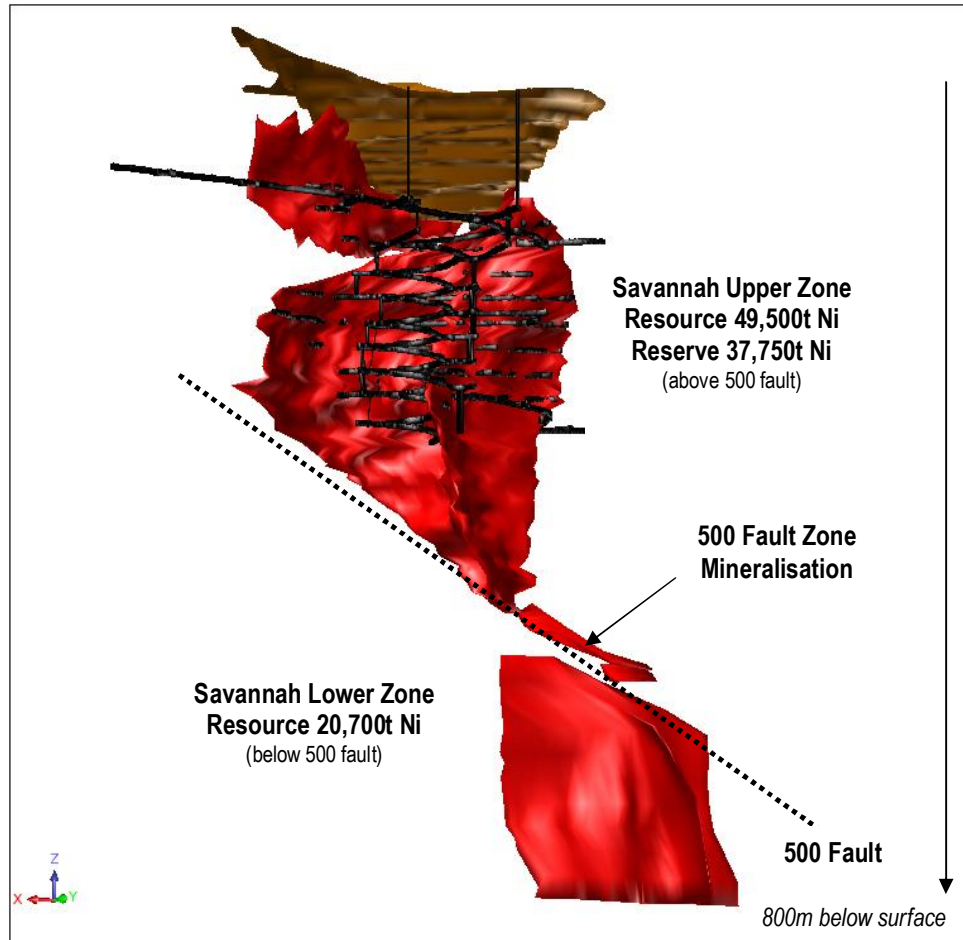 Savannah Upper Zone
Resource 49,500t Ni
Reserve 37,750t Ni
(above 500 fault)
500 Fault Zone
Mineralisation
Savannah Lower Zone
Resource 20,700t Ni
(below 500 fault)
500 Fault
Z
X
Y
800m below surface